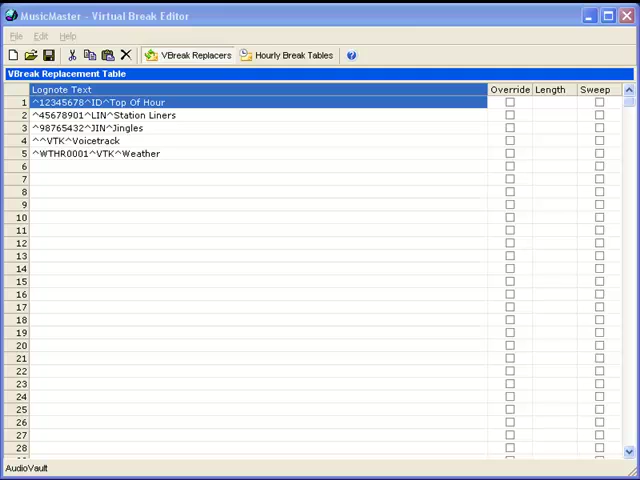 MusicMaster - Virtual Break Editor
File Edit Help
VBreak Replacers Hourly Break Tables
VBreak Replacement Table
Lognote Text Override Length Sweep
1 ^12345678^ID^Top Of Hour
2 ^45678901^LIN^Station Liners
3 ^98765432^JIN^Jingles
4 ^^VTK^Voicetrack
5 ^WTHR0001^VTK^Weather
6
7
8
9
10
11
12
13
14
15
16
17
18
19
20
21
22
23
24
25
26
27
28
AudioVault